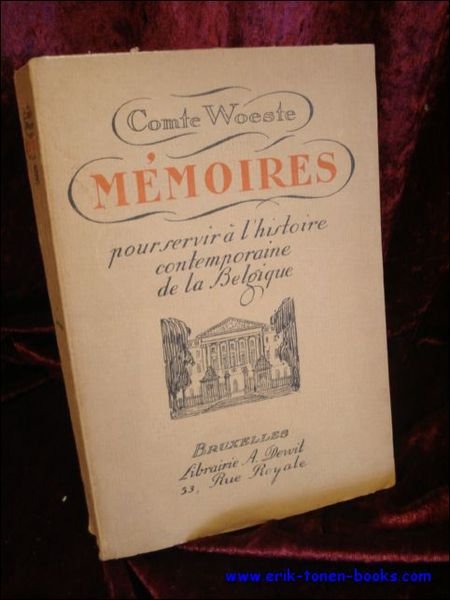 Comte Woeste
MÉMOIRES
pour servir à l'histoire
contemporaine
de la Belgique
BRUXELLES
Librairie A. Dewit
53, Rue Royale
www.erik-tonen-books.com